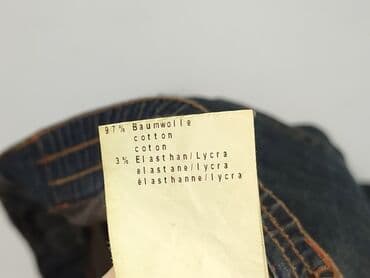 97% Baumwolle
cotton
coton
3% Elasthan/Lycra
elastane/lycra
élasthanne/lycra